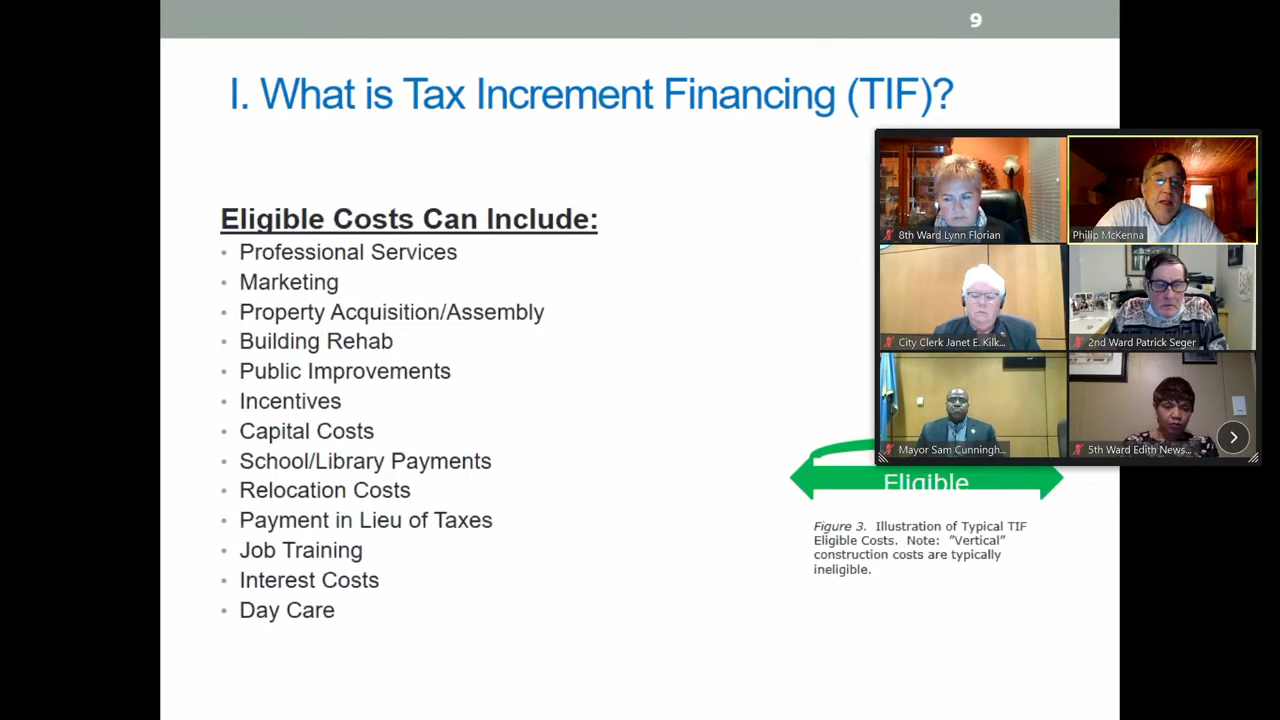 9
I. What is Tax Increment Financing (TIF)?
Eligible Costs Can Include:
• Professional Services
• Marketing
• Property Acquisition/Assembly
• Building Rehab
• Public Improvements
• Incentives
• Capital Costs
• School/Library Payments
• Relocation Costs
• Payment in Lieu of Taxes
• Job Training
• Interest Costs
• Day Care
8th Ward Lynn Florian
Philip McKenna
City Clerk Janet E. Kilk...
2nd Ward Patrick Seger
Mayor Sam Cunningh...
5th Ward Edith News...
Eligible
Figure 3. Illustration of Typical TIF
Eligible Costs. Note: "Vertical"
construction costs are typically
ineligible.